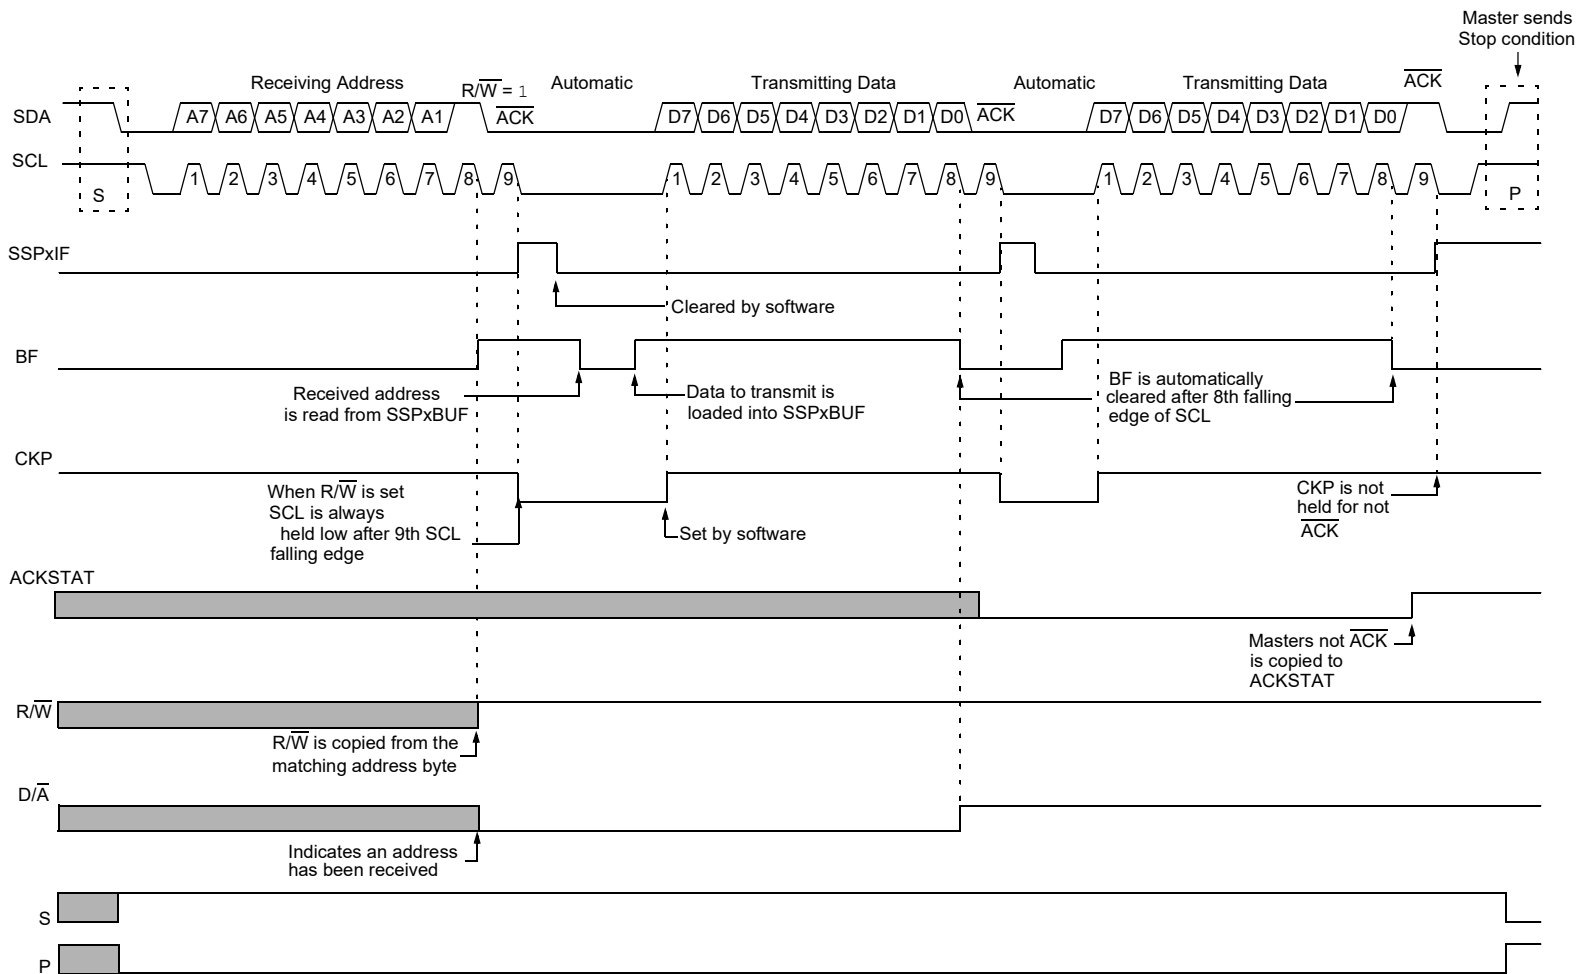 Master sends
Stop condition
Receiving Address
R/W̅ = 1
Automatic
Transmitting Data
Automatic
Transmitting Data
A̅C̅K̅
SDA
A7 A6 A5 A4 A3 A2 A1
A̅C̅K̅
D7 D6 D5 D4 D3 D2 D1 D0
A̅C̅K̅
D7 D6 D5 D4 D3 D2 D1 D0
SCL
S
1 2 3 4 5 6 7 8 9
1 2 3 4 5 6 7 8 9
1 2 3 4 5 6 7 8 9
P
SSPxIF
Cleared by software
BF
Received address
is read from SSPxBUF
Data to transmit is
loaded into SSPxBUF
BF is automatically
cleared after 8th falling
edge of SCL
CKP
When R/W̅ is set
SCL is always
held low after 9th SCL
falling edge
Set by software
CKP is not
held for not
A̅C̅K̅
ACKSTAT
Masters not A̅C̅K̅
is copied to
ACKSTAT
R/W̅
R/W̅ is copied from the
matching address byte
D/A̅
Indicates an address
has been received
S
P